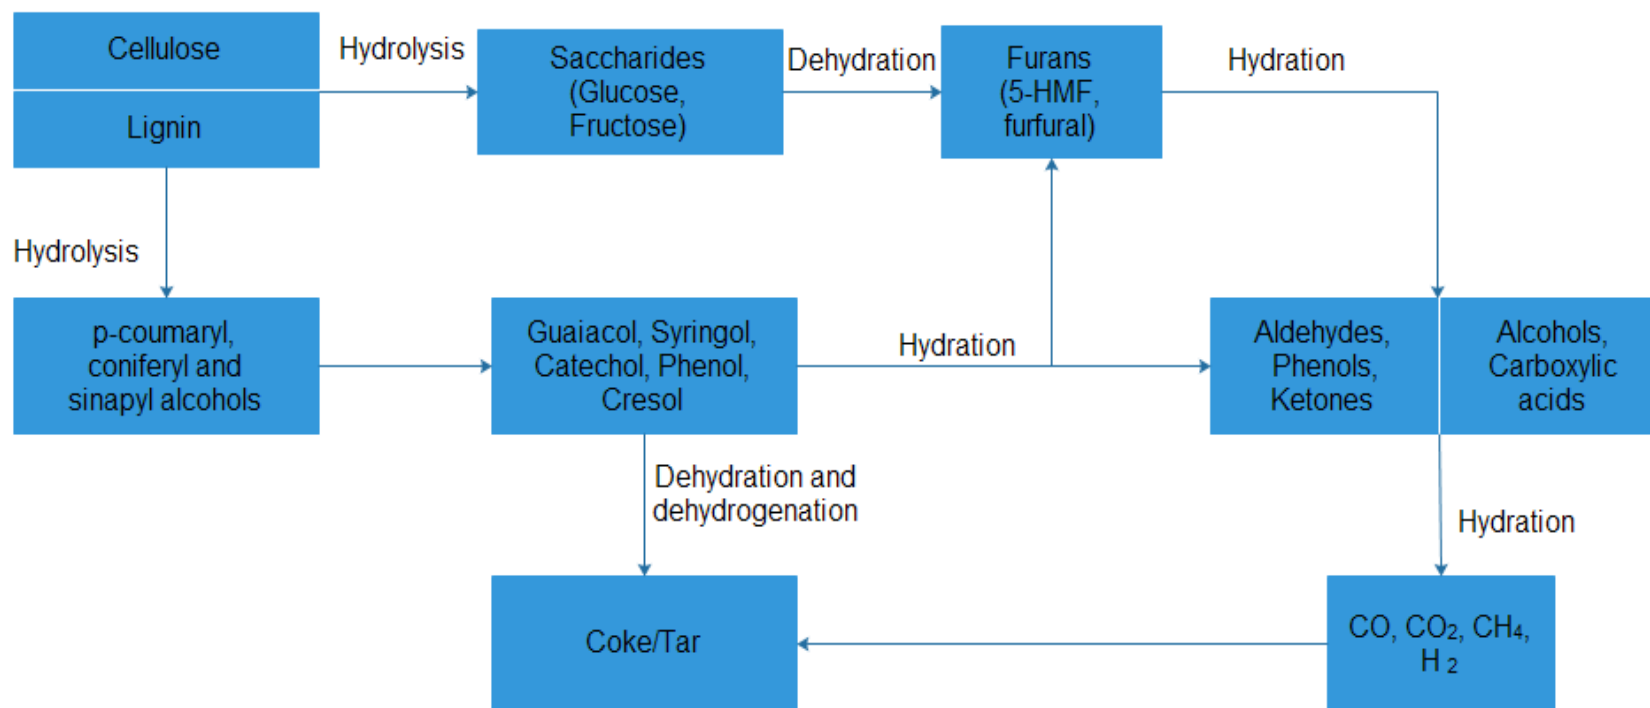 Cellulose
Lignin
Hydrolysis
Saccharides
(Glucose,
Fructose)
Dehydration
Furans
(5-HMF,
furfural)
Hydration
Hydrolysis
p-coumaryl,
coniferyl and
sinapyl alcohols
Guaiacol, Syringol,
Catechol, Phenol,
Cresol
Hydration
Aldehydes,
Phenols,
Ketones
Alcohols,
Carboxylic
acids
Dehydration and
dehydrogenation
Hydration
Coke/Tar
CO, CO₂, CH₄,
H ₂